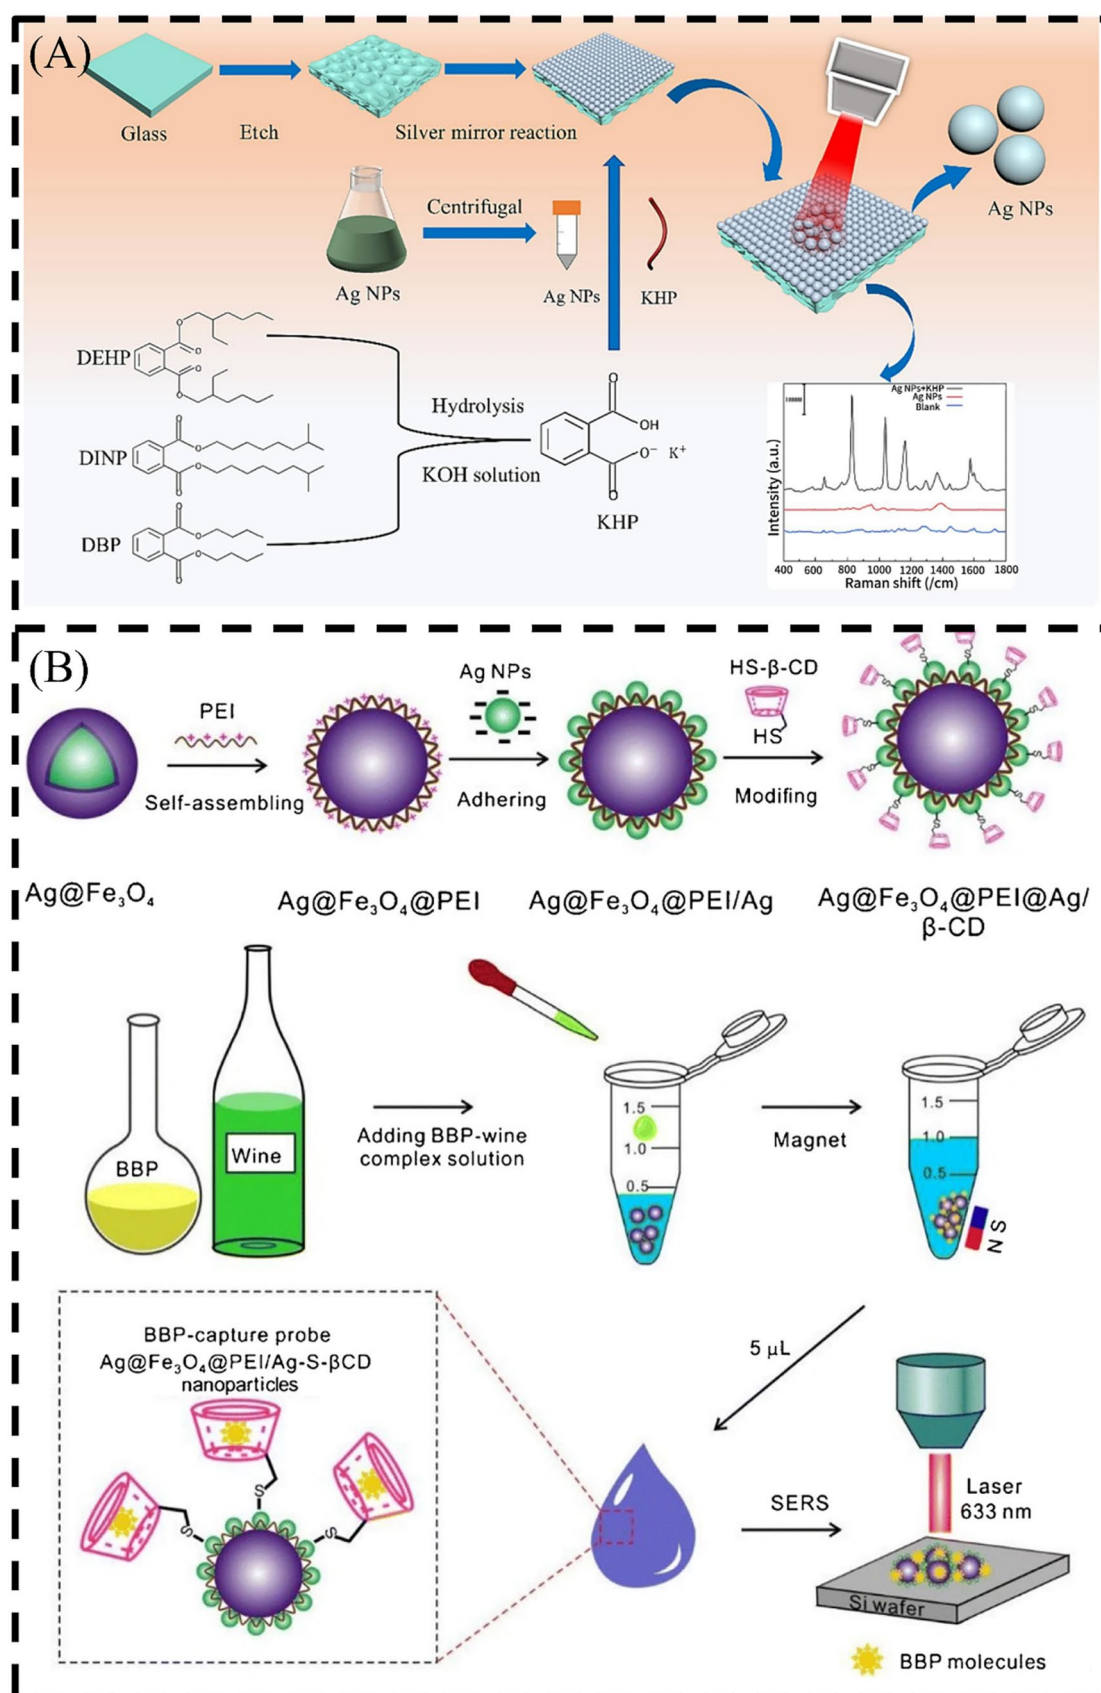 (A)
Glass
Etch
Silver mirror reaction
Ag NPs
Centrifugal
Ag NPs
Ag NPs
KHP
DEHP
O
O
O
O
Hydrolysis
KOH solution
O
OH
O⁻ K⁺
O
KHP
DINP
O
O
O
O
DBP
O
O
O
O
Ag NPs+KHP
Ag NPs
Blank
Intensity (a.u.)
400 600 800 1000 1200 1400 1600 1800
Raman shift (/cm)
(B)
PEI
Self-assembling
Ag NPs
Adhering
HS-β-CD
HS
Modifing
S S S S S S S S S S S
Ag@Fe₃O₄
Ag@Fe₃O₄@PEI
Ag@Fe₃O₄@PEI/Ag
Ag@Fe₃O₄@PEI@Ag/
β-CD
BBP
Wine
Adding BBP-wine
complex solution
1.5
1.0
0.5
Magnet
1.5
1.0
0.5
N S
BBP-capture probe
Ag@Fe₃O₄@PEI/Ag-S-βCD
nanoparticles
S
S
S
5 μL
SERS
Laser
633 nm
Si wafer
BBP molecules